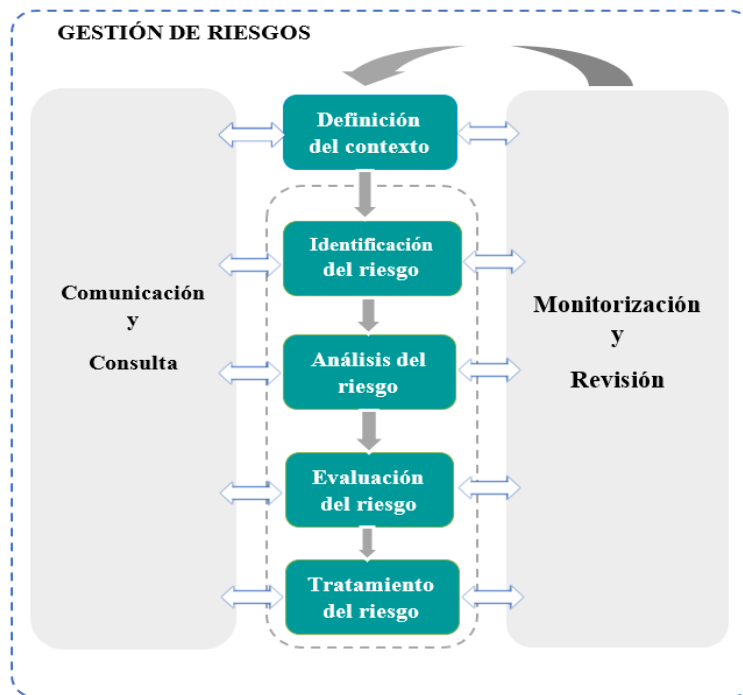 GESTIÓN DE RIESGOS
Definición
del contexto
Identificación
del riesgo
Comunicación
y
Consulta
Monitorización
y
Revisión
Análisis del
riesgo
Evaluación
del riesgo
Tratamiento
del riesgo